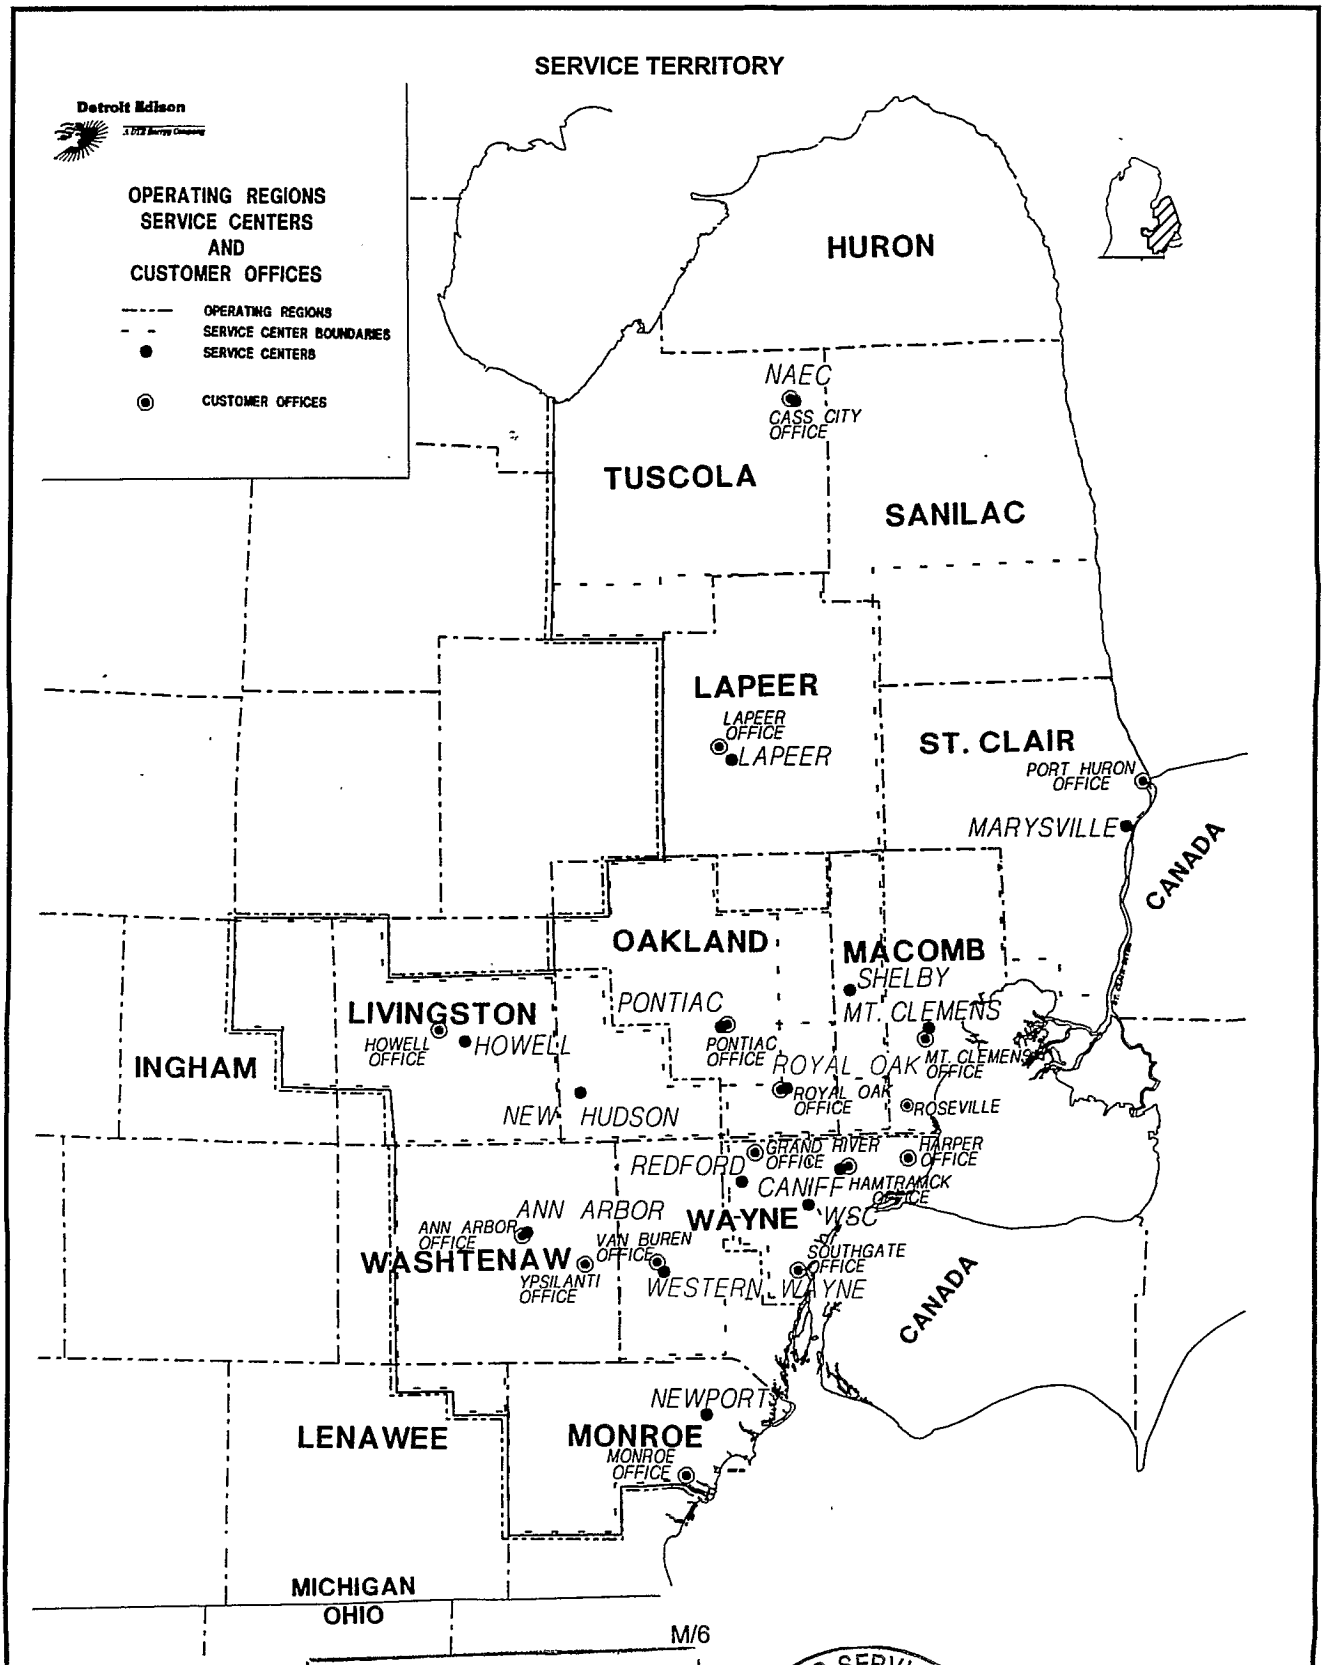 SERVICE TERRITORY
Detroit Edison
A DTE Energy Company
OPERATING REGIONS
SERVICE CENTERS
AND
CUSTOMER OFFICES
OPERATING REGIONS
SERVICE CENTER BOUNDARIES
SERVICE CENTERS
CUSTOMER OFFICES
HURON
NAEC
CASS CITY
OFFICE
TUSCOLA
SANILAC
LAPEER
LAPEER
OFFICE
LAPEER
ST. CLAIR
PORT HURON
OFFICE
MARYSVILLE
CANADA
OAKLAND
MACOMB
SHELBY
PONTIAC
MT. CLEMENS
LIVINGSTON
HOWELL
OFFICE
HOWELL
PONTIAC
OFFICE
ROYAL OAK
MT. CLEMENS
OFFICE
INGHAM
ROYAL OAK
OFFICE
ROSEVILLE
NEW HUDSON
GRAND RIVER
OFFICE
HARPER
OFFICE
REDFORD
CANIFF
HAMTRAMCK
OFFICE
ANN ARBOR
WAYNE
WSC
ANN ARBOR
OFFICE
VAN BUREN
OFFICE
WASHTENAW
SOUTHGATE
OFFICE
YPSILANTI
OFFICE
WESTERN WAYNE
CANADA
NEWPORT
LENAWEE
MONROE
MONROE
OFFICE
MICHIGAN
OHIO
M/6